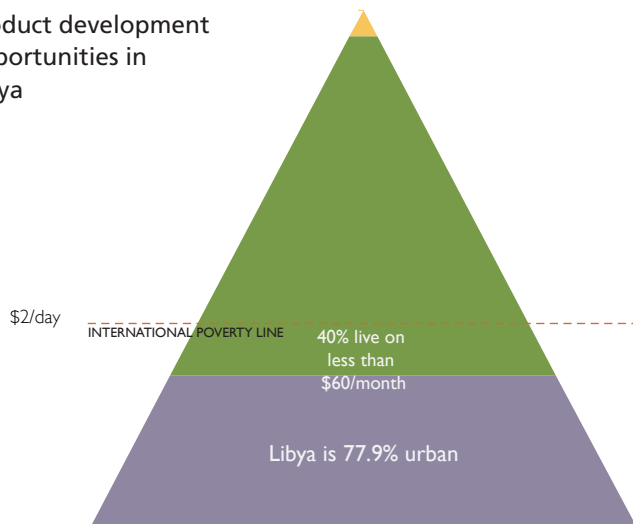 oduct development
portunities in
ya
$2/day
INTERNATIONAL POVERTY LINE
40% live on
less than
$60/month
Libya is 77.9% urban